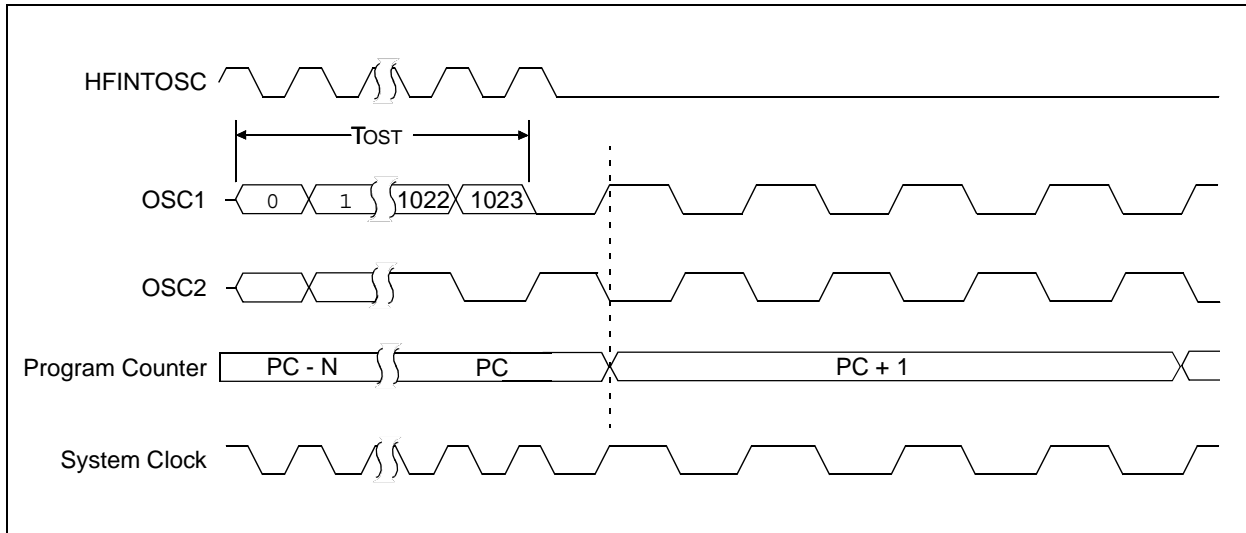 HFINTOSC
TOST
OSC1
0 1 1022 1023
OSC2
Program Counter
PC - N PC PC + 1
System Clock